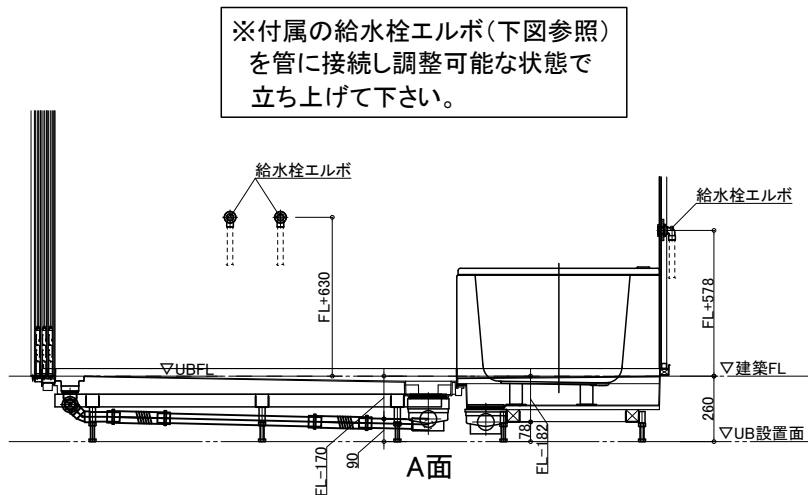 ※付属の給水栓エルボ(下図参照)
を管に接続し調整可能な状態で
立ち上げて下さい。
給水栓エルボ
給水栓エルボ
FL+630
FL+578
▽UBFL
▽建築FL
260
78
FL-182
FL-170
90
▽UB設置面
A面